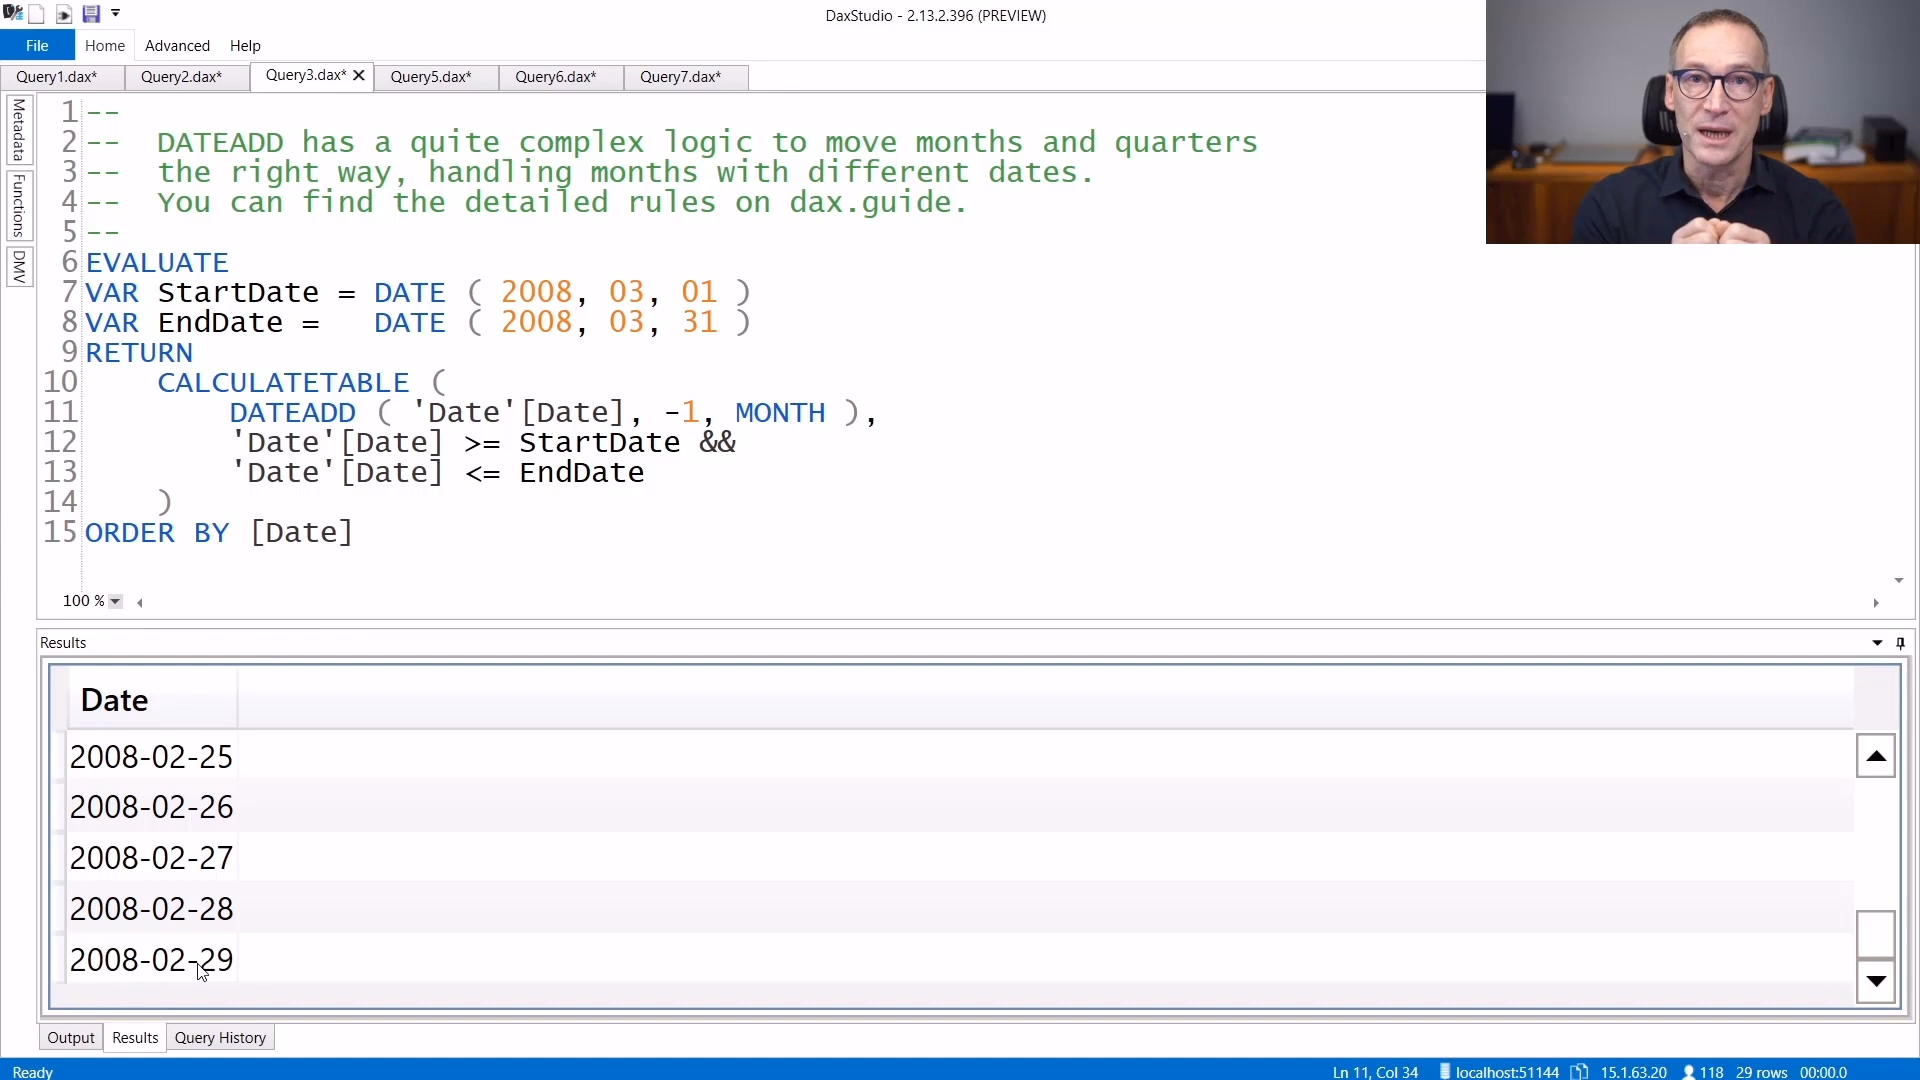 DaxStudio - 2.13.2.396 (PREVIEW)
File Home Advanced Help
Query1.dax* Query2.dax* Query3.dax* Query5.dax* Query6.dax* Query7.dax*
Metadata
Functions
DMV
1 --
2 -- DATEADD has a quite complex logic to move months and quarters
3 -- the right way, handling months with different dates.
4 -- You can find the detailed rules on dax.guide.
5 --
6 EVALUATE
7 VAR StartDate = DATE ( 2008, 03, 01 )
8 VAR EndDate = DATE ( 2008, 03, 31 )
9 RETURN
10 CALCULATETABLE (
11 DATEADD ( 'Date'[Date], -1, MONTH ),
12 'Date'[Date] >= StartDate &&
13 'Date'[Date] <= EndDate
14 )
15 ORDER BY [Date]
100 %
Results
Date
2008-02-25
2008-02-26
2008-02-27
2008-02-28
2008-02-29
Output Results Query History
Ready Ln 11, Col 34 localhost:51144 15.1.63.20 118 29 rows 00:00.0